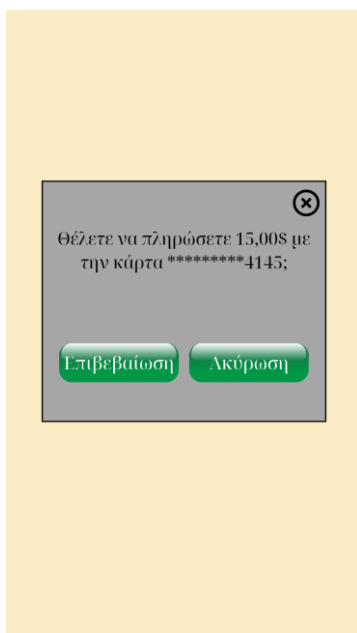 Θέλετε να πληρώσετε 15,00$ με
την κάρτα *********4145;
Επιβεβαίωση Ακύρωση